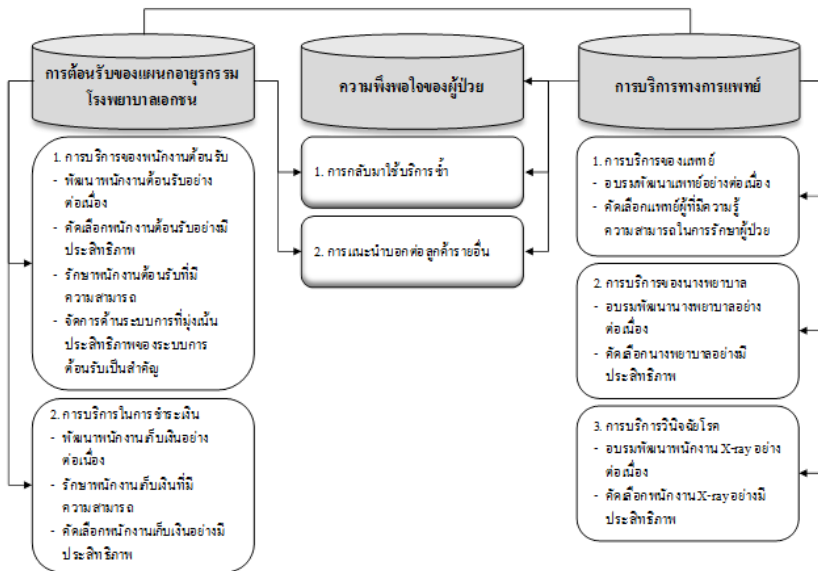 การต้อนรับของแผนกอายุรกรรม
โรงพยาบาลเอกชน
ความพึงพอใจของผู้ป่วย
การบริการทางการแพทย์
1. การบริการของพนักงานต้อนรับ
- พัฒนาพนักงานต้อนรับอย่าง
ต่อเนื่อง
- คัดเลือกพนักงานต้อนรับอย่างมี
ประสิทธิภาพ
- รักษาพนักงานต้อนรับที่มี
ความสามารถ
- จัดการด้านระบบการที่มุ่งเน้น
ประสิทธิภาพของระบบการ
ต้อนรับเป็นสำคัญ
2. การบริการในการชำระเงิน
- พัฒนาพนักงานเก็บเงินอย่าง
ต่อเนื่อง
- รักษาพนักงานเก็บเงินที่มี
ความสามารถ
- คัดเลือกพนักงานเก็บเงินอย่างมี
ประสิทธิภาพ
1. การกลับมาใช้บริการซ้ำ
2. การแนะนำบอกต่อลูกค้ารายอื่น
1. การบริการของแพทย์
- อบรมพัฒนาแพทย์อย่างต่อเนื่อง
- คัดเลือกแพทย์ผู้ที่มีความรู้
ความสามารถในการรักษาผู้ป่วย
2. การบริการของนางพยาบาล
- อบรมพัฒนานางพยาบาลอย่าง
ต่อเนื่อง
- คัดเลือกนางพยาบาลอย่างมี
ประสิทธิภาพ
3. การบริการวินิจฉัยโรค
- อบรมพัฒนาพนักงาน X-ray อย่าง
ต่อเนื่อง
- คัดเลือกพนักงาน X-ray อย่างมี
ประสิทธิภาพ